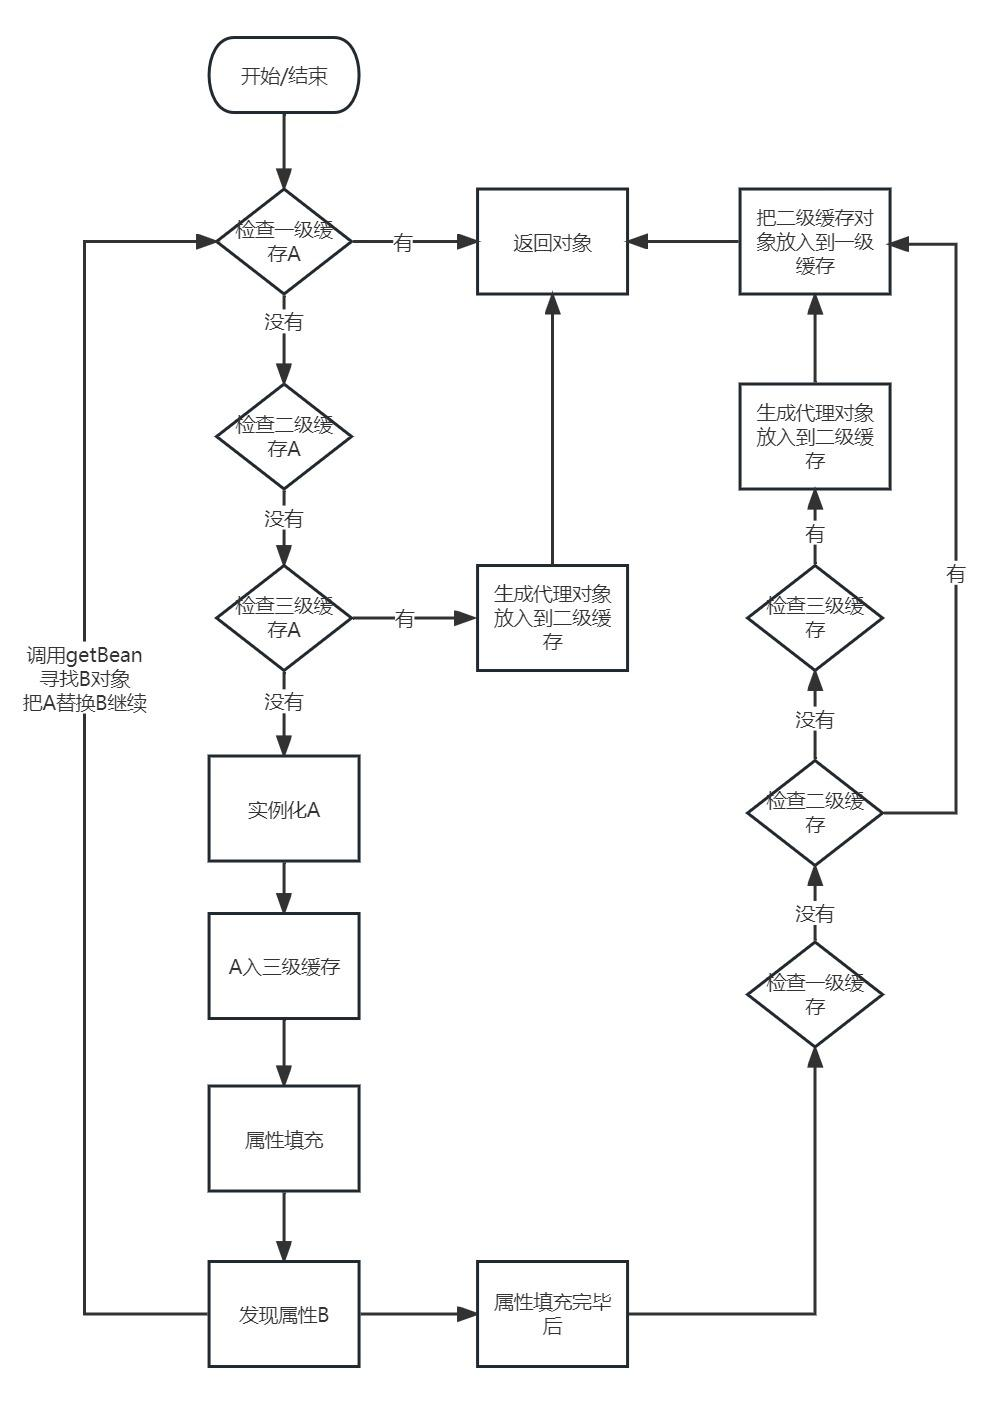 开始/结束
检查一级缓
存A
有
返回对象
把二级缓存对
象放入到一级
缓存
没有
检查二级缓
存A
生成代理对象
放入到二级缓
存
没有
有
检查三级缓
存A
有
生成代理对象
放入到二级缓
存
检查三级缓
存
有
调用getBean
寻找B对象
把A替换B继续
没有
没有
实例化A
检查二级缓
存
没有
A入三级缓存
检查一级缓
存
属性填充
发现属性B
属性填充完毕
后